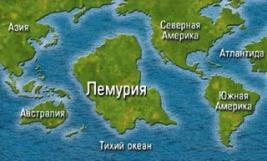 Азия
Северная
Америка
Атлантида
Лемурия
Австралия
Южная
Америка
Тихий океан